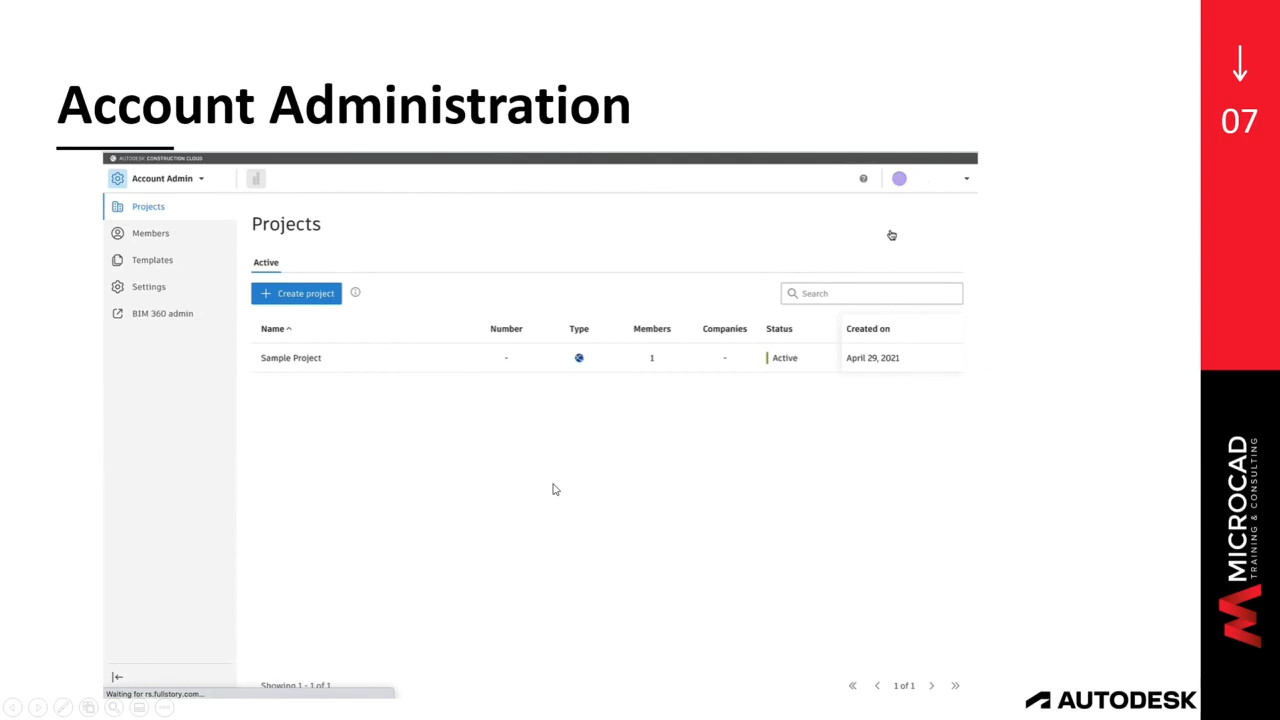 Account Administration
07
AUTODESK CONSTRUCTION CLOUD
Account Admin
Projects
Members
Templates
Settings
BIM 360 admin
Projects
Active
Create project
Search
Name Number Type Members Companies Status Created on
Sample Project - 1 - Active April 29, 2021
Showing 1 - 1 of 1
1 of 1
Waiting for rs.fullstory.com...
MICROCAD
TRAINING & CONSULTING
AUTODESK